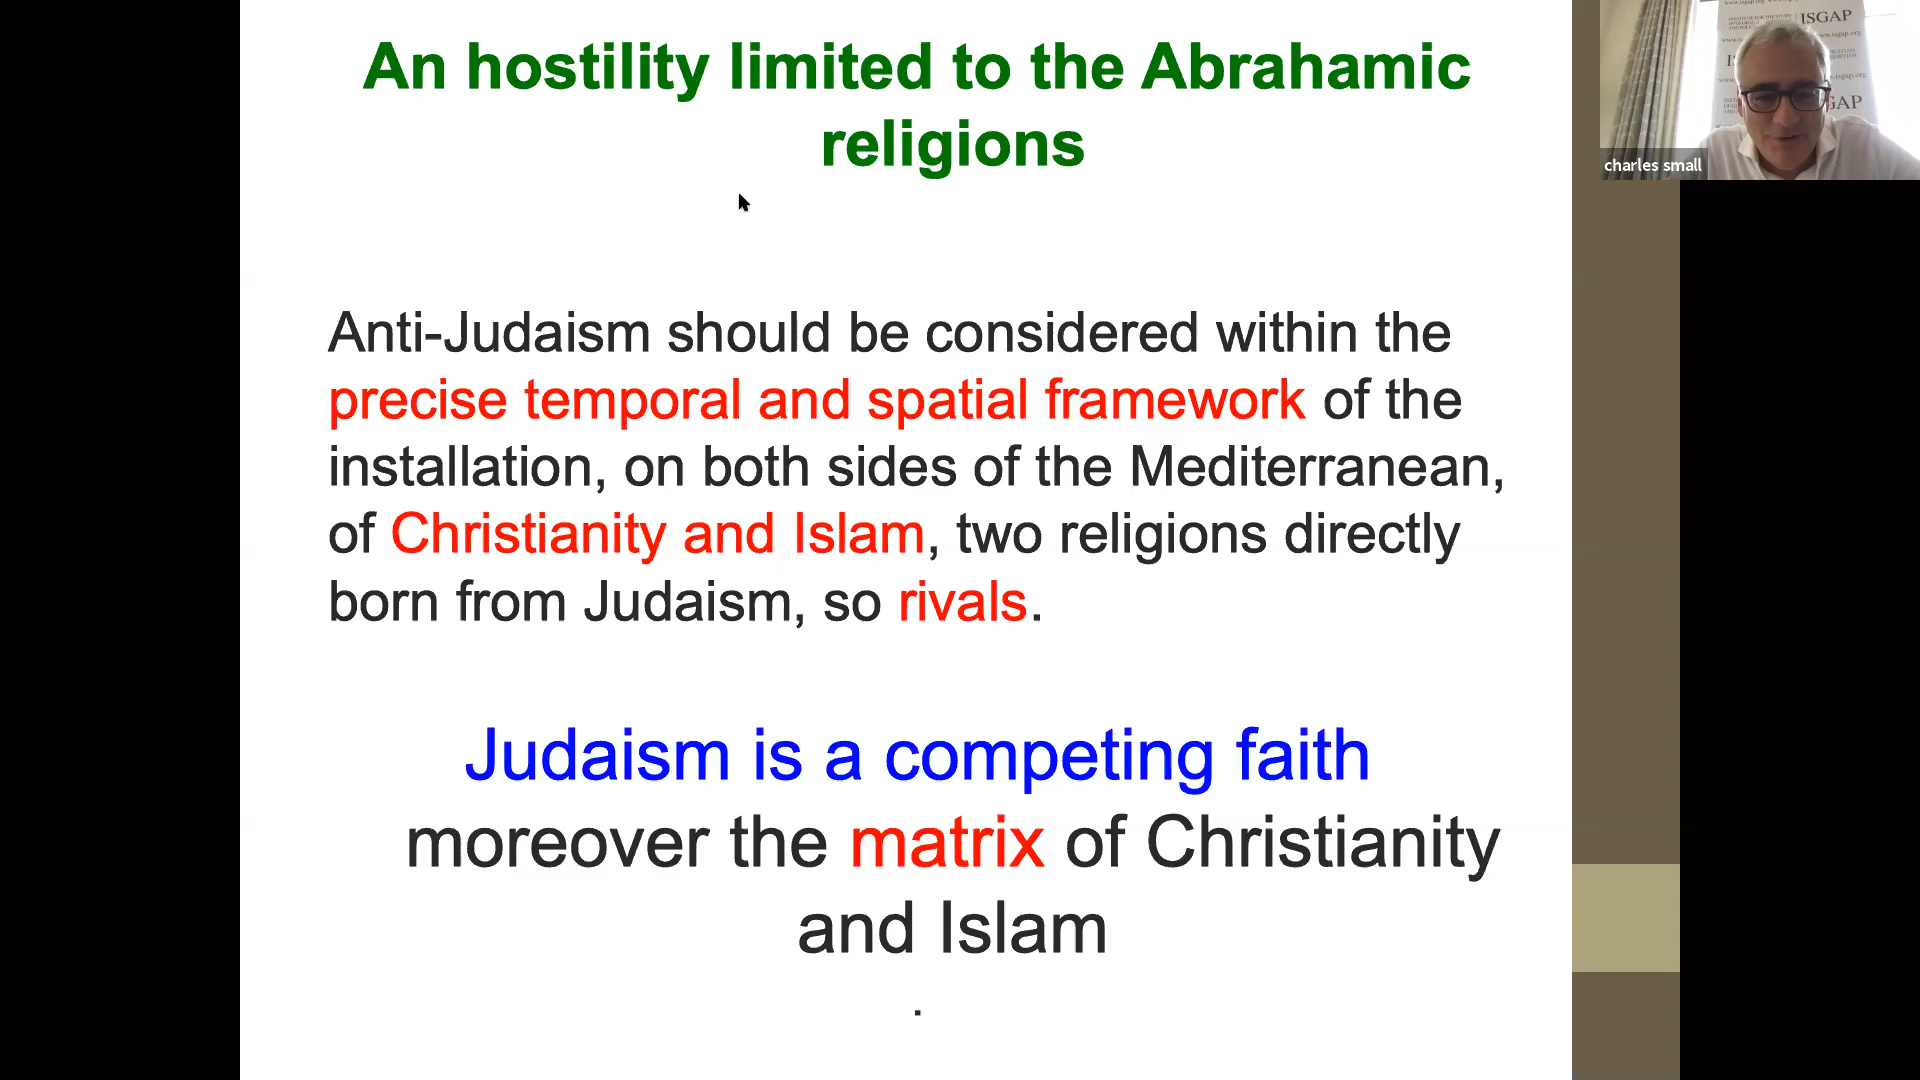 An hostility limited to the Abrahamic
religions
Anti-Judaism should be considered within the
precise temporal and spatial framework of the
installation, on both sides of the Mediterranean,
of Christianity and Islam, two religions directly
born from Judaism, so rivals.
Judaism is a competing faith
moreover the matrix of Christianity
and Islam
.
ISGAP
charles small